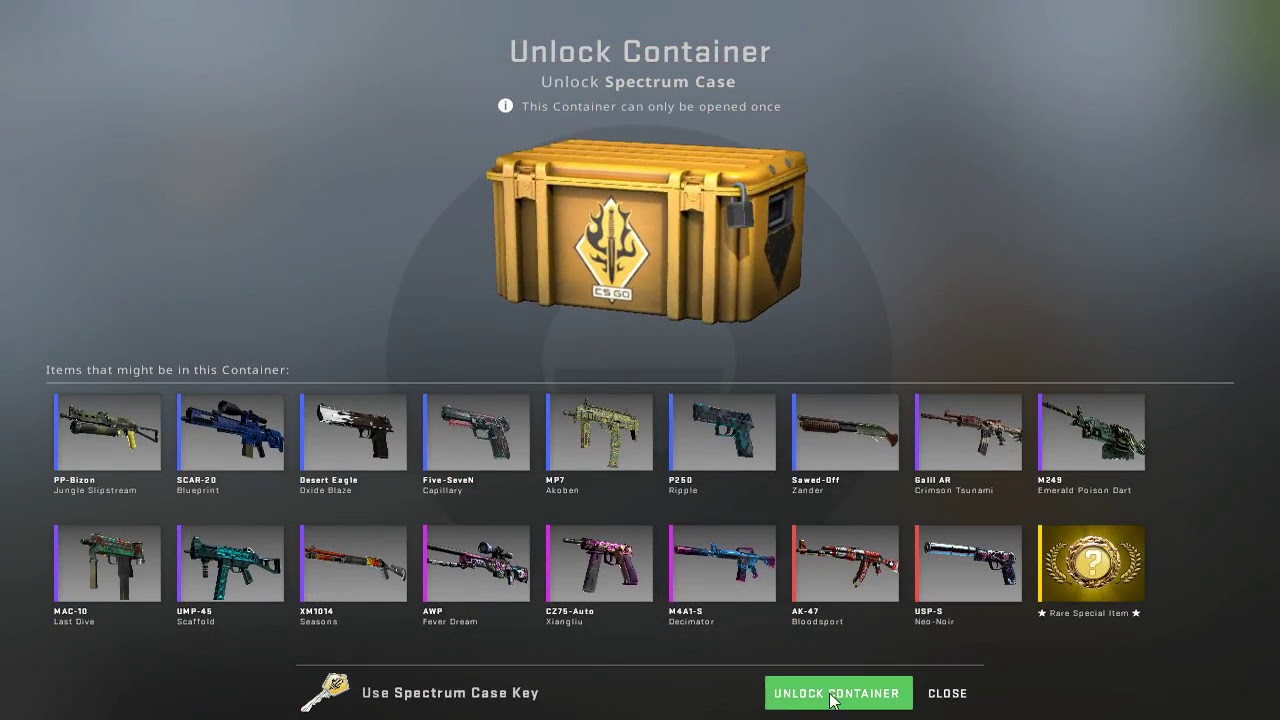 Unlock Container
Unlock Spectrum Case
i This Container can only be opened once
CS GO
Items that might be in this Container:
PP-Bizon
Jungle Slipstream
SCAR-20
Blueprint
Desert Eagle
Oxide Blaze
Five-SeveN
Capillary
MP7
Akoben
P250
Ripple
Sawed-Off
Zander
Galil AR
Crimson Tsunami
M249
Emerald Poison Dart
MAC-10
Last Dive
UMP-45
Scaffold
XM1014
Seasons
AWP
Fever Dream
CZ75-Auto
Xiangliu
M4A1-S
Decimator
AK-47
Bloodsport
USP-S
Neo-Noir
?
★ Rare Special Item ★
Use Spectrum Case Key
UNLOCK CONTAINER
CLOSE